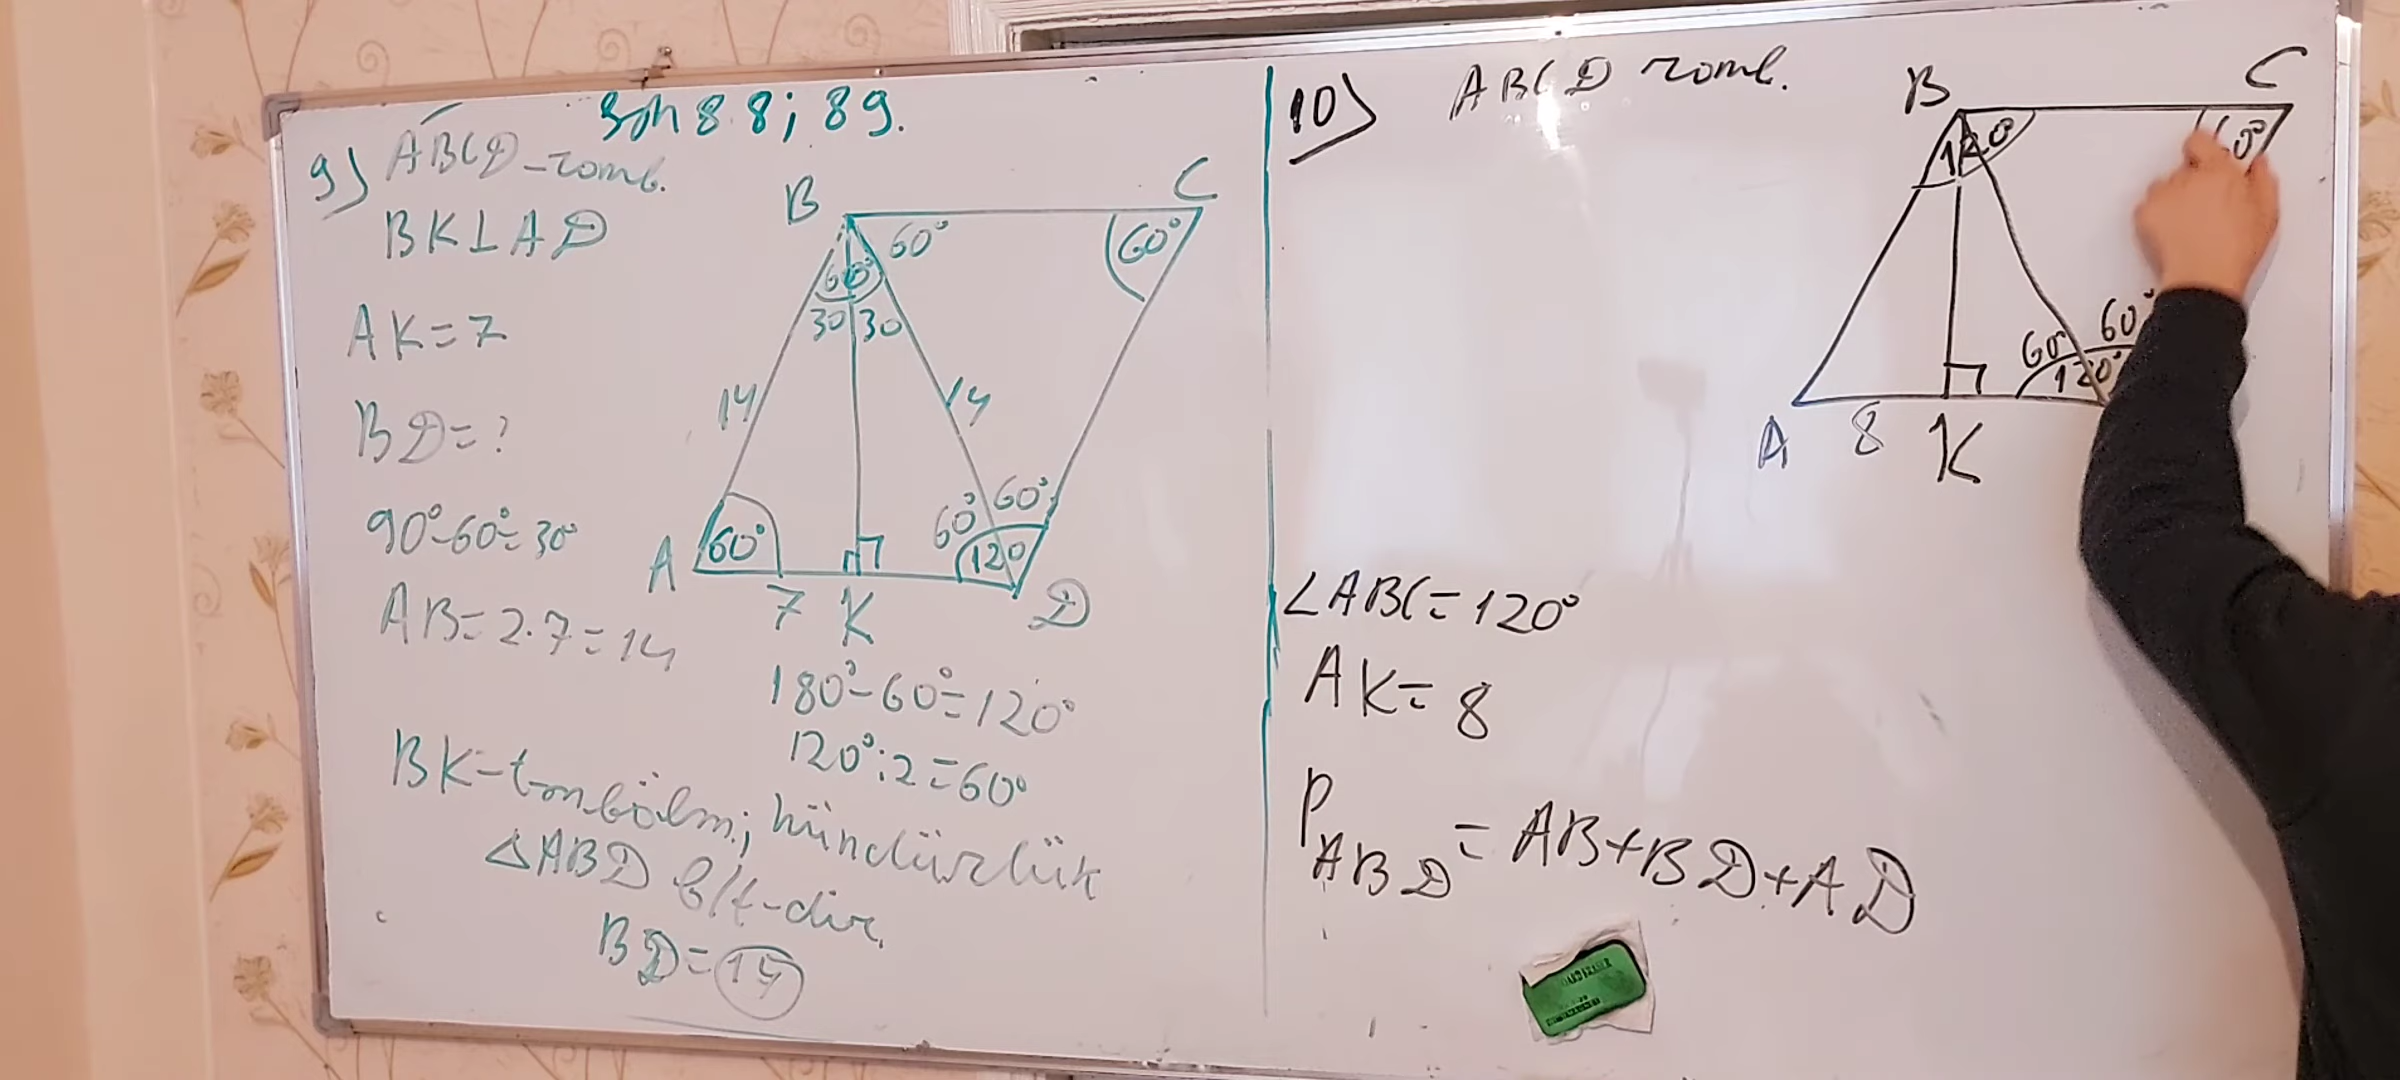 Səh 88; 89.
9) ABCD-romb.
BK⊥AD
AK=7
BD=?
90°-60°=30°
AB=2·7=14
B C
60° 60°
60°
30 30
14 14
60° 60°
A 60° 120 D
7 K
180°-60°=120°
120°:2=60°
BK-tənbölən; hündürlük
△ABD b/t-dir.
BD=14
10) ABCD romb.
B C
120° 60°
60° 60°
120°
A 8 K
∠ABC=120°
AK=8
P ABD = AB+BD+AD